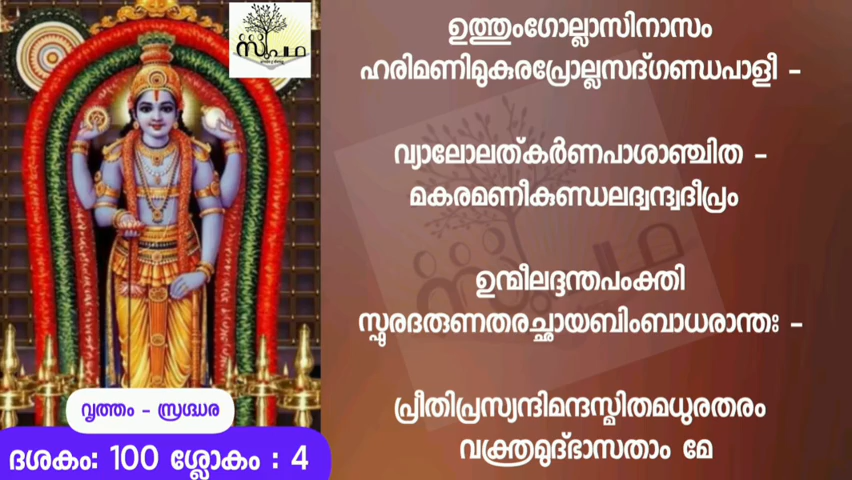 സുപഥ
ഉത്തുംഗോല്ലാസിനാസം
ഹരിമണിമുകുരപ്രോല്ലസദ്ഗണ്ഡപാളീ -
വ്യാലോലത്കർണപാശാഞ്ചിത -
മകരമണീകുണ്ഡലദ്വന്ദ്വദീപ്രം
ഉന്മീലദ്ദന്തപംക്തി
സ്ഫുരദരുണതരച്ഛായബിംബാധരാന്തഃ -
പ്രീതിപ്രസ്യന്ദിമന്ദസ്മിതമധുരതരം
വക്ത്രമുദ്ഭാസതാം മേ
വൃത്തം - സ്രഗ്ദ്ധര
ദശകം: 100 ശ്ലോകം : 4